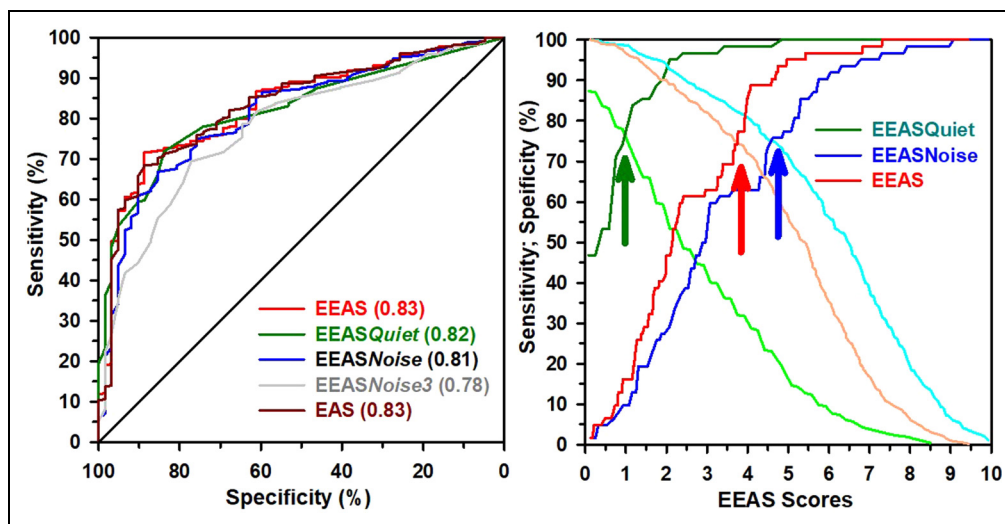 Sensitivity (%)
100
90
80
70
60
50
40
30
20
10
0
EEAS (0.83)
EEASQuiet (0.82)
EEASNoise (0.81)
EEASNoise3 (0.78)
EAS (0.83)
100 80 60 40 20 0
Specificity (%)
Sensitivity; Speificity (%)
100
90
80
70
60
50
40
30
20
10
0
EEASQuiet
EEASNoise
EEAS
0 1 2 3 4 5 6 7 8 9 10
EEAS Scores